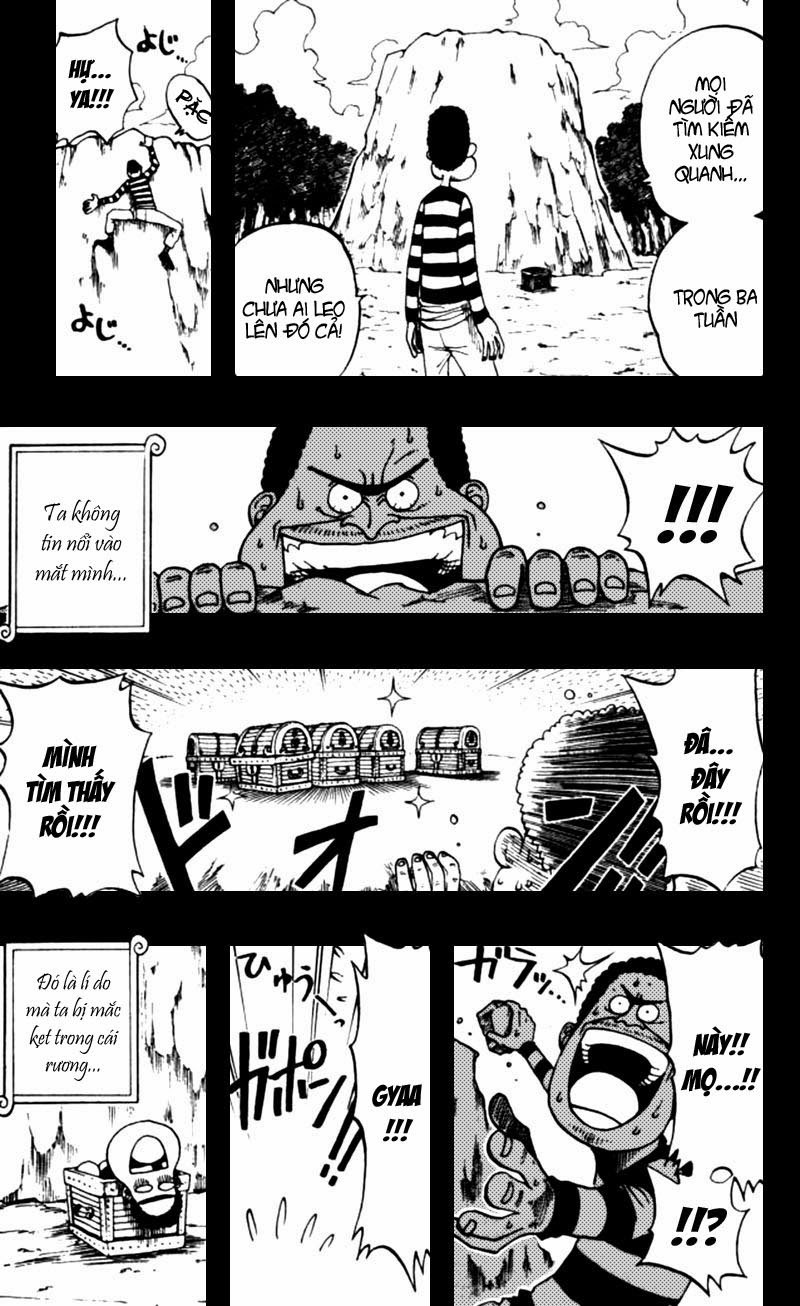 MỌI
NGƯỜI ĐÃ
TÌM KIẾM
XUNG
QUANH...
TRONG BA
TUẦN
NHƯNG
CHƯA AI LEO
LÊN ĐÓ CẢ!
よじ...
PẶC
HỰ...
YA!!!
よじ...
!!!
Ta không
tin nổi vào
mắt mình...
ĐÂ...
ĐÂY
RỒI!!!
MÌNH
TÌM THẤY
RỒI!!!
ドオ
ガラッ...
NÀY!!
MỌ....!!
!!?
ひゅうっ!
ガポーン!!
GYAA
!!!
Đó là lí do
mà ta bị mắc
kẹt trong cái
rương...